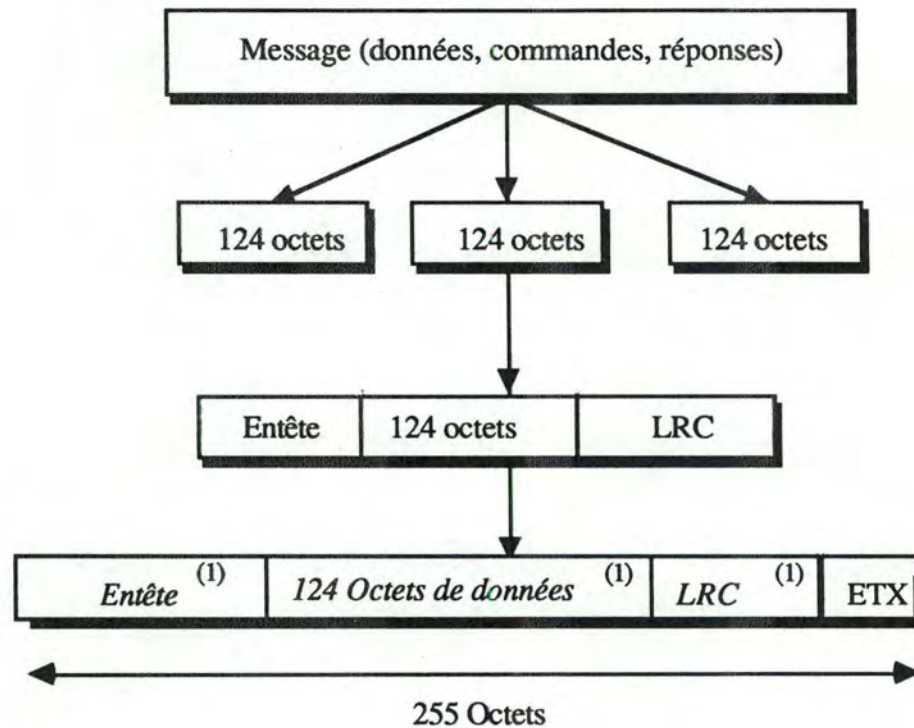 Message (données, commandes, réponses)
124 octets
124 octets
124 octets
Entête
124 octets
LRC
Entête (1)
124 Octets de données (1)
LRC (1)
ETX
255 Octets